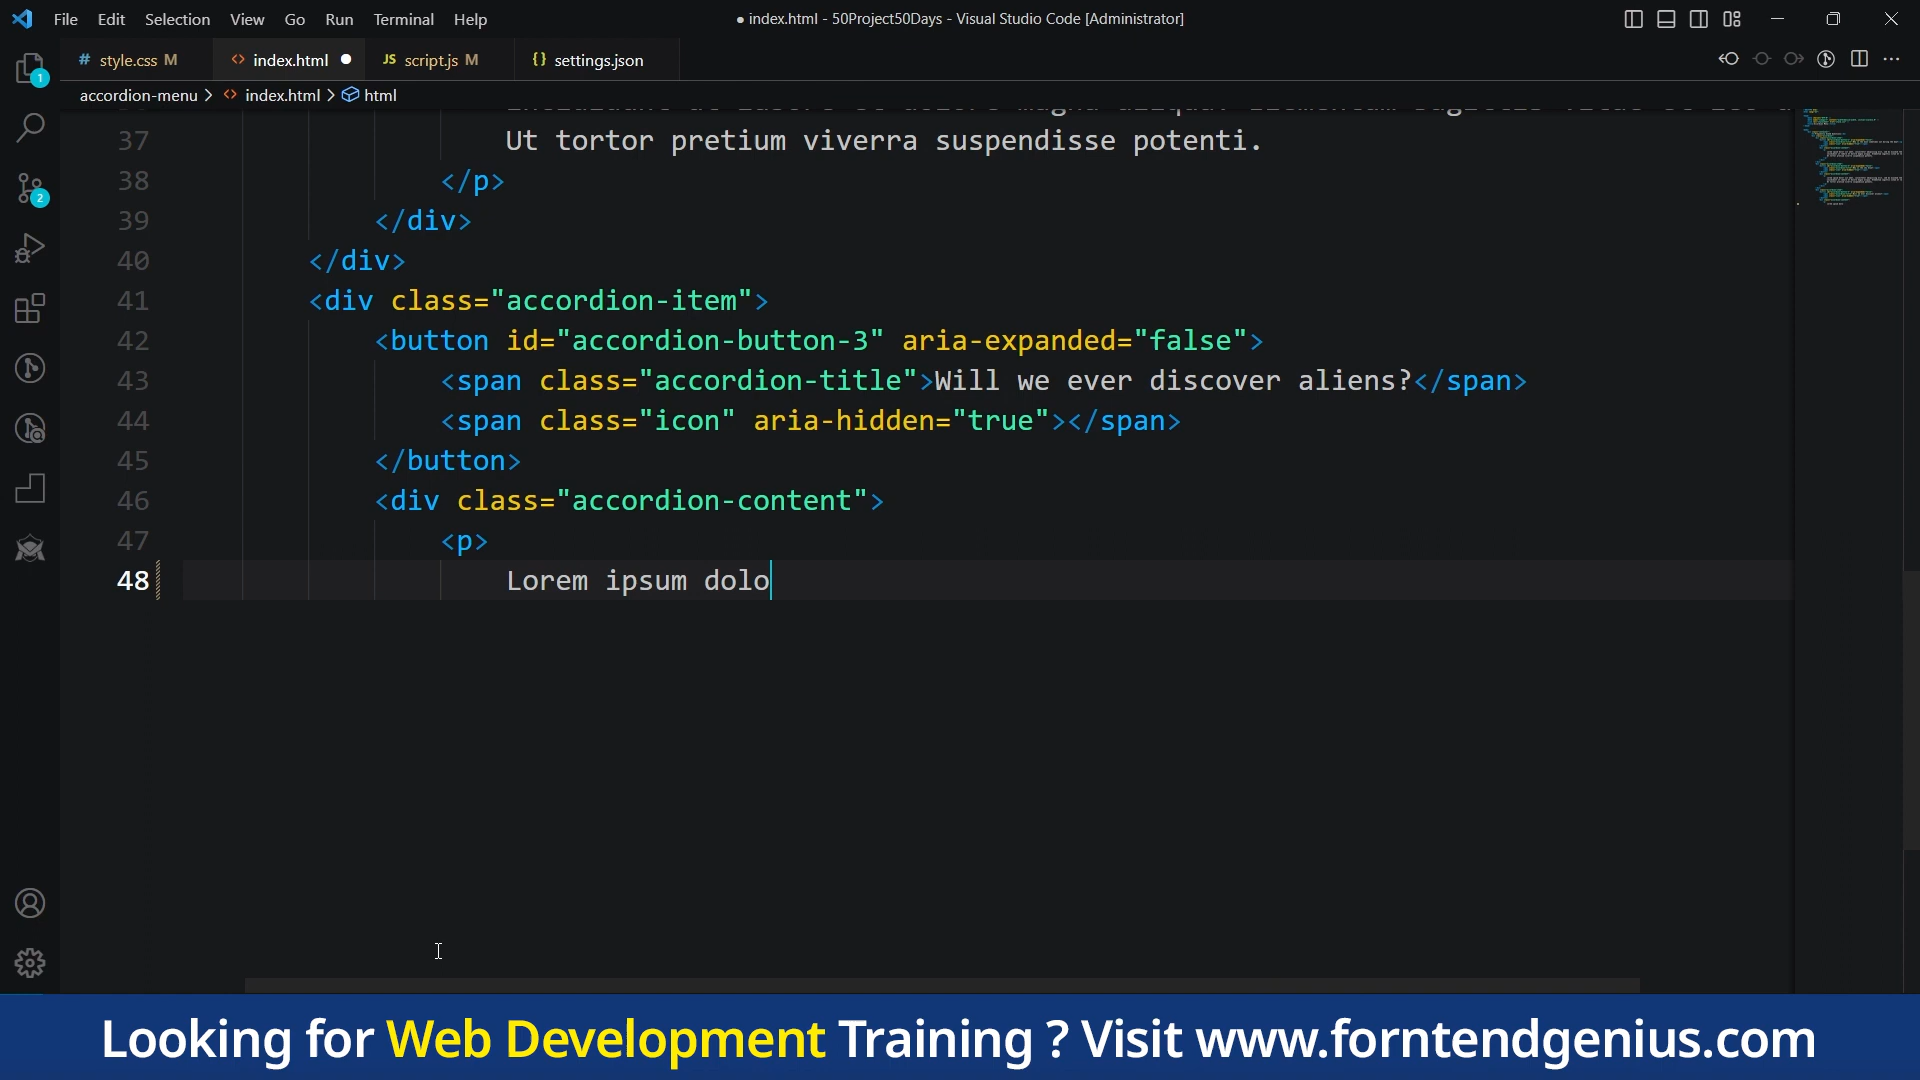 File Edit Selection View Go Run Terminal Help
● index.html - 50Project50Days - Visual Studio Code [Administrator]
# style.css M
<> index.html ●
JS script.js M
{} settings.json
accordion-menu > <> index.html > html
1
2
37 Ut tortor pretium viverra suspendisse potenti.
38 </p>
39 </div>
40 </div>
41 <div class="accordion-item">
42 <button id="accordion-button-3" aria-expanded="false">
43 <span class="accordion-title">Will we ever discover aliens?</span>
44 <span class="icon" aria-hidden="true"></span>
45 </button>
46 <div class="accordion-content">
47 <p>
48 Lorem ipsum dolo
Looking for Web Development Training ? Visit www.forntendgenius.com